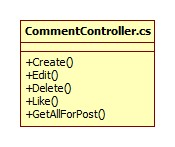 CommentController.cs
+Create()
+Edit()
+Delete()
+Like()
+GetAllForPost()